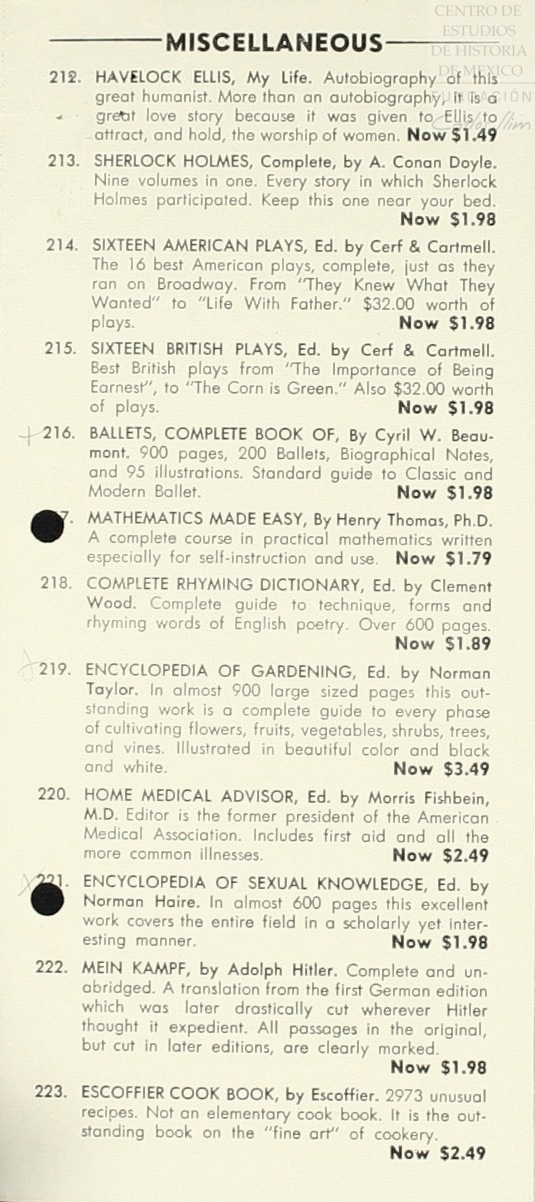 CENTRO DE
ESTUDIOS
DE HISTORIA
DE MEXICO
FUNDACIÓN
MISCELLANEOUS
212. HAVELOCK ELLIS, My Life. Autobiography of this
great humanist. More than an autobiography, it is a
great love story because it was given to Ellis to
attract, and hold, the worship of women. Now $1.49
213. SHERLOCK HOLMES, Complete, by A. Conan Doyle.
Nine volumes in one. Every story in which Sherlock
Holmes participated. Keep this one near your bed.
Now $1.98
214. SIXTEEN AMERICAN PLAYS, Ed. by Cerf & Cartmell.
The 16 best American plays, complete, just as they
ran on Broadway. From "They Knew What They
Wanted" to "Life With Father." $32.00 worth of
plays. Now $1.98
215. SIXTEEN BRITISH PLAYS, Ed. by Cerf & Cartmell.
Best British plays from "The Importance of Being
Earnest", to "The Corn is Green." Also $32.00 worth
of plays. Now $1.98
216. BALLETS, COMPLETE BOOK OF, By Cyril W. Beau-
mont. 900 pages, 200 Ballets, Biographical Notes,
and 95 illustrations. Standard guide to Classic and
Modern Ballet. Now $1.98
7. MATHEMATICS MADE EASY, By Henry Thomas, Ph.D.
A complete course in practical mathematics written
especially for self-instruction and use. Now $1.79
218. COMPLETE RHYMING DICTIONARY, Ed. by Clement
Wood. Complete guide to technique, forms and
rhyming words of English poetry. Over 600 pages.
Now $1.89
219. ENCYCLOPEDIA OF GARDENING, Ed. by Norman
Taylor. In almost 900 large sized pages this out-
standing work is a complete guide to every phase
of cultivating flowers, fruits, vegetables, shrubs, trees,
and vines. Illustrated in beautiful color and black
and white. Now $3.49
220. HOME MEDICAL ADVISOR, Ed. by Morris Fishbein,
M.D. Editor is the former president of the American
Medical Association. Includes first aid and all the
more common illnesses. Now $2.49
221. ENCYCLOPEDIA OF SEXUAL KNOWLEDGE, Ed. by
Norman Haire. In almost 600 pages this excellent
work covers the entire field in a scholarly yet inter-
esting manner. Now $1.98
222. MEIN KAMPF, by Adolph Hitler. Complete and un-
abridged. A translation from the first German edition
which was later drastically cut wherever Hitler
thought it expedient. All passages in the original,
but cut in later editions, are clearly marked.
Now $1.98
223. ESCOFFIER COOK BOOK, by Escoffier. 2973 unusual
recipes. Not an elementary cook book. It is the out-
standing book on the "fine art" of cookery.
Now $2.49